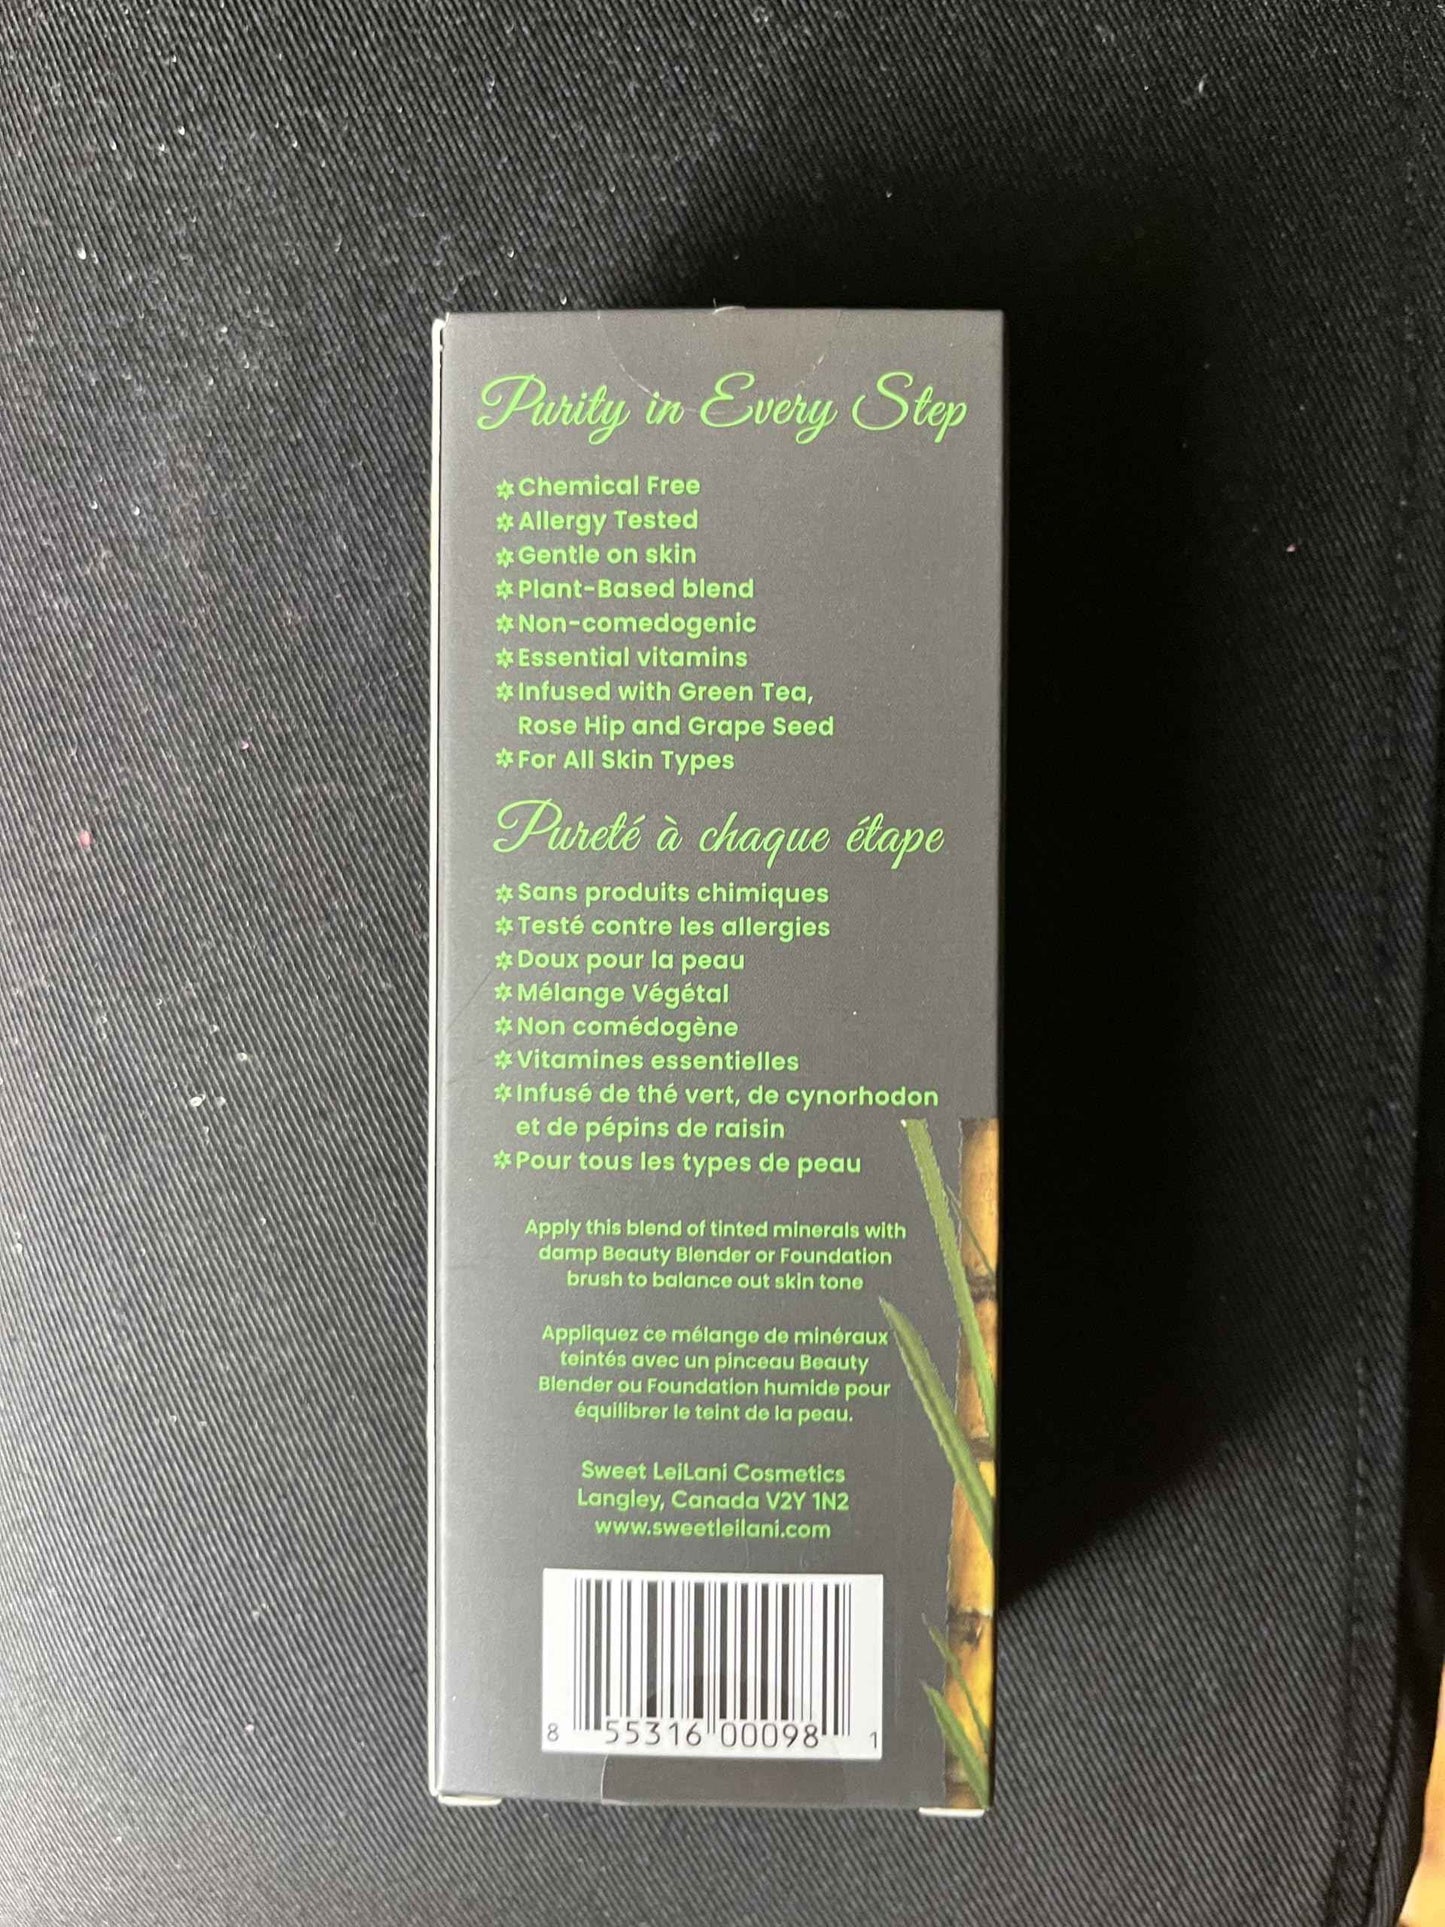 Purity in Every Step
Chemical Free
Allergy Tested
Gentle on skin
Plant-Based blend
Non-comedogenic
Essential vitamins
Infused with Green Tea,
Rose Hip and Grape Seed
For All Skin Types
Pureté à chaque étape
Sans produits chimiques
Testé contre les allergies
Doux pour la peau
Mélange Végétal
Non comédogène
Vitamines essentielles
Infusé de thé vert, de cynorhodon
et de pépins de raisin
Pour tous les types de peau
Apply this blend of tinted minerals with
damp Beauty Blender or Foundation
brush to balance out skin tone
Appliquez ce mélange de minéraux
teintés avec un pinceau Beauty
Blender ou Foundation humide pour
équilibrer le teint de la peau.
Sweet LeiLani Cosmetics
Langley, Canada V2Y 1N2
www.sweetleilani.com
8 55316 00098 1